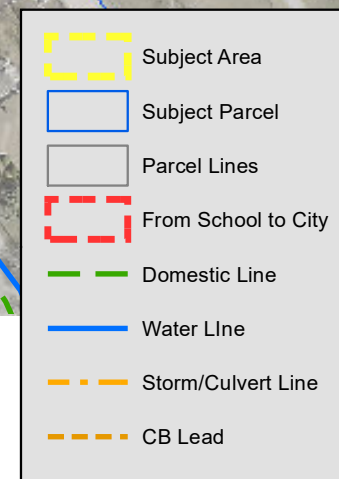 Subject Area
Subject Parcel
Parcel Lines
From School to City
Domestic Line
Water LIne
Storm/Culvert Line
CB Lead